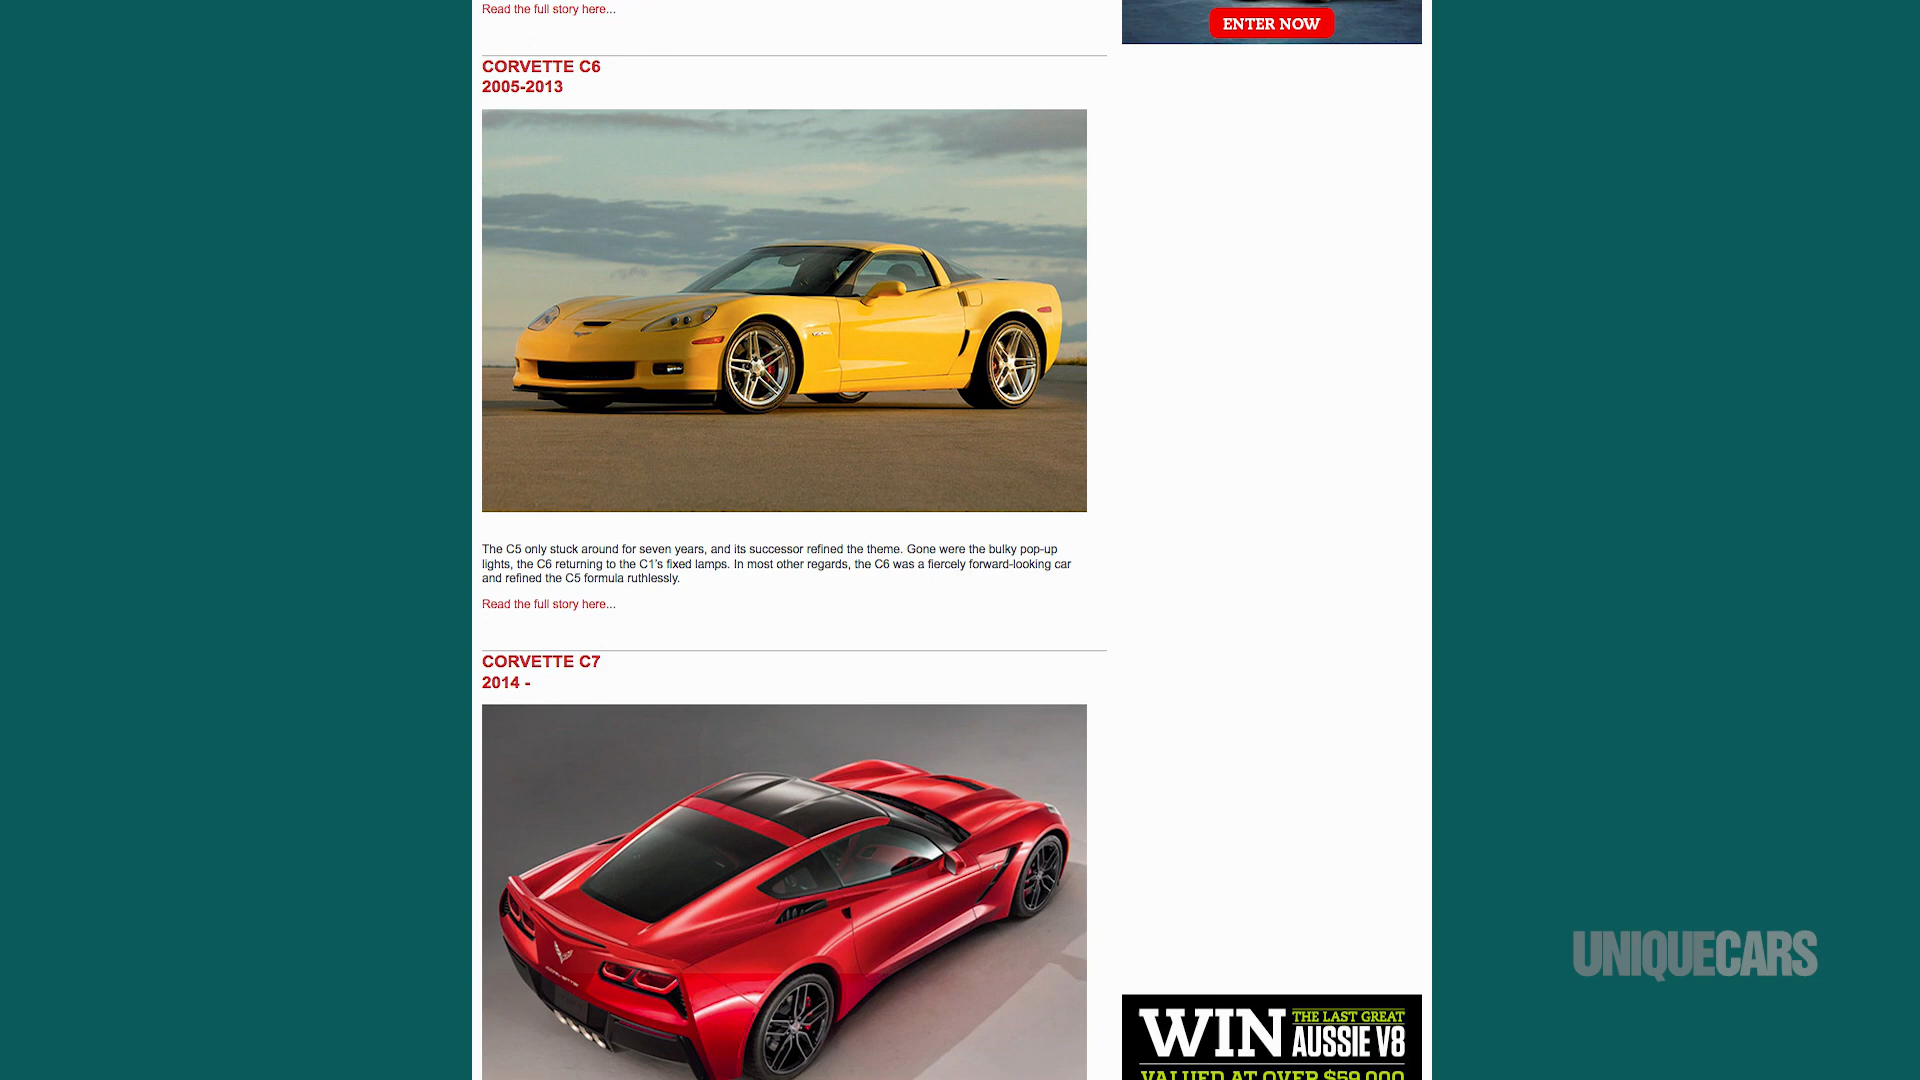 Read the full story here...
ENTER NOW
CORVETTE C6
2005-2013
The C5 only stuck around for seven years, and its successor refined the theme. Gone were the bulky pop-up
lights, the C6 returning to the C1's fixed lamps. In most other regards, the C6 was a fiercely forward-looking car
and refined the C5 formula ruthlessly.
Read the full story here...
CORVETTE C7
2014 -
UNIQUECARS
WIN THE LAST GREAT
AUSSIE V8
VALUED AT OVER $59,000